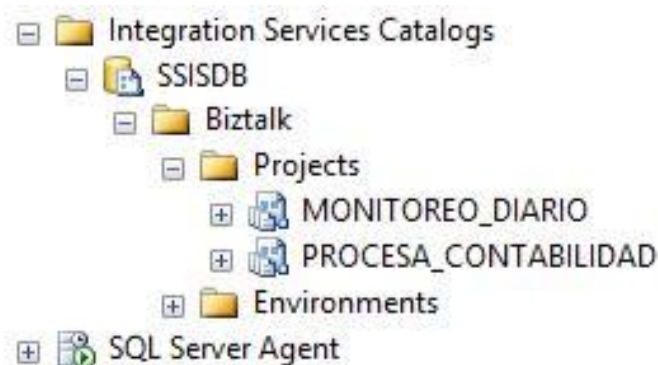 Integration Services Catalogs
SSISDB
Biztalk
Projects
MONITOREO_DIARIO
PROCESA_CONTABILIDAD
Environments
SQL Server Agent